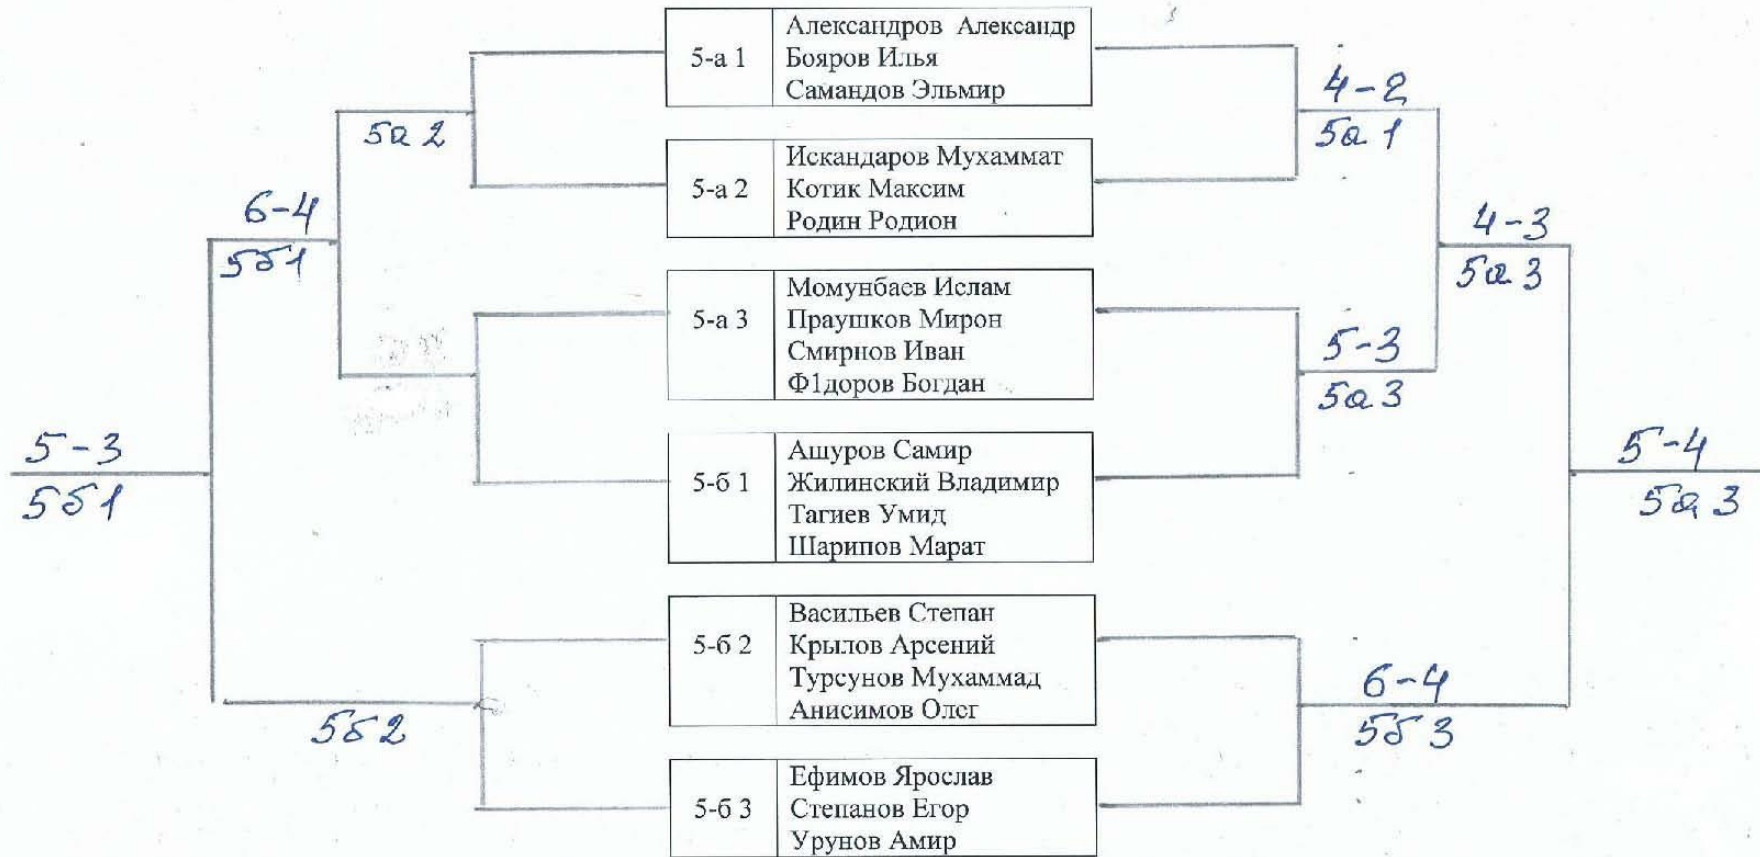 5-а 1
Александров Александр
Бояров Илья
Самандов Эльмир
4-2
5а 1
5а 2
5-а 2
Искандаров Мухаммат
Котик Максим
Родин Родион
6-4
5б1
4-3
5а 3
5-а 3
Момунбаев Ислам
Праушков Мирон
Смирнов Иван
Ф1доров Богдан
5-3
5а 3
5-3
5б1
5-б 1
Ашуров Самир
Жилинский Владимир
Тагиев Умид
Шарипов Марат
5-4
5а 3
5-б 2
Васильев Степан
Крылов Арсений
Турсунов Мухаммад
Анисимов Олег
5б2
6-4
5б 3
5-б 3
Ефимов Ярослав
Степанов Егор
Урунов Амир